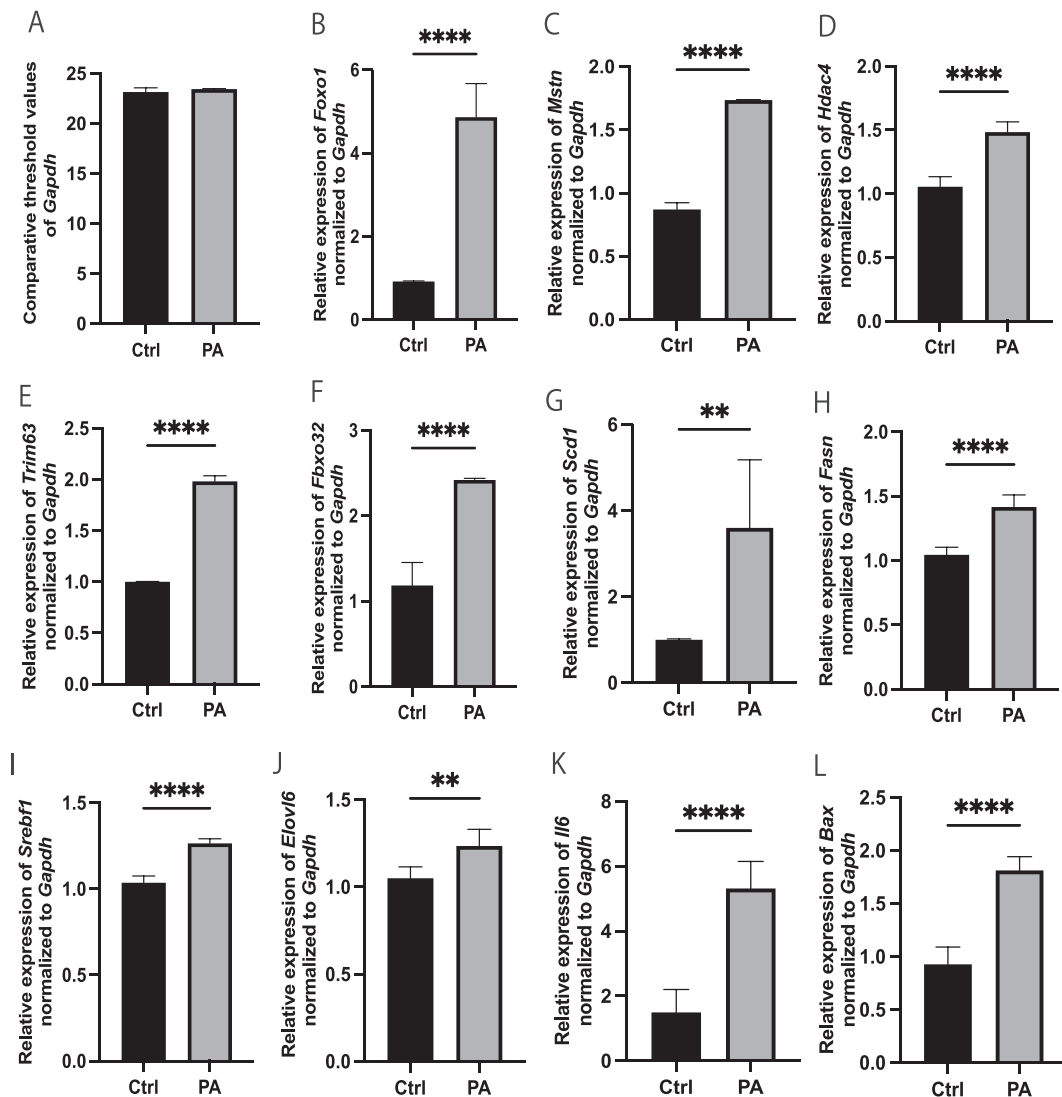 A
Comparative threshold values
of Gapdh
25
20
15
10
5
0
Ctrl PA
B
Relative expression of Foxo1
normalized to Gapdh
****
6
4
2
0
Ctrl PA
C
Relative expression of Mstn
normalized to Gapdh
****
2.0
1.5
1.0
0.5
0.0
Ctrl PA
D
Relative expression of Hdac4
normalized to Gapdh
****
2.0
1.5
1.0
0.5
0.0
Ctrl PA
E
Relative expression of Trim63
normalized to Gapdh
****
2.5
2.0
1.5
1.0
0.5
0.0
Ctrl PA
F
Relative expression of Fbxo32
normalized to Gapdh
****
3
2
1
0
Ctrl PA
G
Relative expression of Scd1
normalized to Gapdh
**
6
4
2
0
Ctrl PA
H
Relative expression of Fasn
normalized to Gapdh
****
2.0
1.5
1.0
0.5
0.0
Ctrl PA
I
Relative expression of Srebf1
normalized to Gapdh
****
1.5
1.0
0.5
0.0
Ctrl PA
J
Relative expression of Elovl6
normalized to Gapdh
**
1.5
1.0
0.5
0.0
Ctrl PA
K
Relative expression of Il6
normalized to Gapdh
****
8
6
4
2
0
Ctrl PA
L
Relative expression of Bax
normalized to Gapdh
****
2.5
2.0
1.5
1.0
0.5
0.0
Ctrl PA